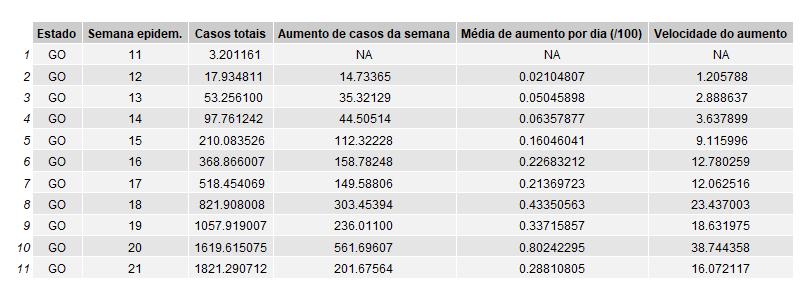 Estado Semana epidem. Casos totais Aumento de casos da semana Média de aumento por dia (/100) Velocidade do aumento
1 GO 11 3.201161 NA NA NA
2 GO 12 17.934811 14.73365 0.02104807 1.205788
3 GO 13 53.256100 35.32129 0.05045898 2.888637
4 GO 14 97.761242 44.50514 0.06357877 3.637899
5 GO 15 210.083526 112.32228 0.16046041 9.115996
6 GO 16 368.866007 158.78248 0.22683212 12.780259
7 GO 17 518.454069 149.58806 0.21369723 12.062516
8 GO 18 821.908008 303.45394 0.43350563 23.437003
9 GO 19 1057.919007 236.01100 0.33715857 18.631975
10 GO 20 1619.615075 561.69607 0.80242295 38.744358
11 GO 21 1821.290712 201.67564 0.28810805 16.072117